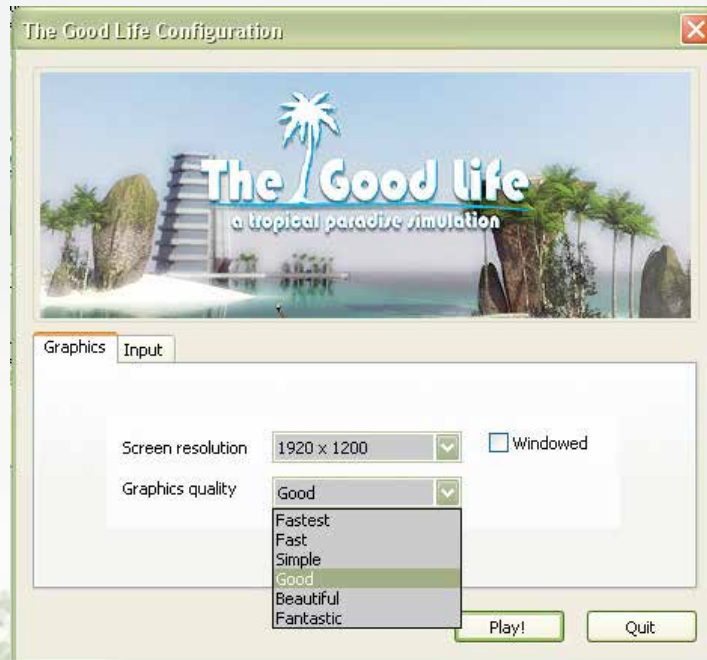 The Good Life Configuration
The Good Life
a tropical paradise simulation
Graphics Input
Screen resolution 1920 x 1200 Windowed
Graphics quality Good
Fastest
Fast
Simple
Good
Beautiful
Fantastic
Play! Quit